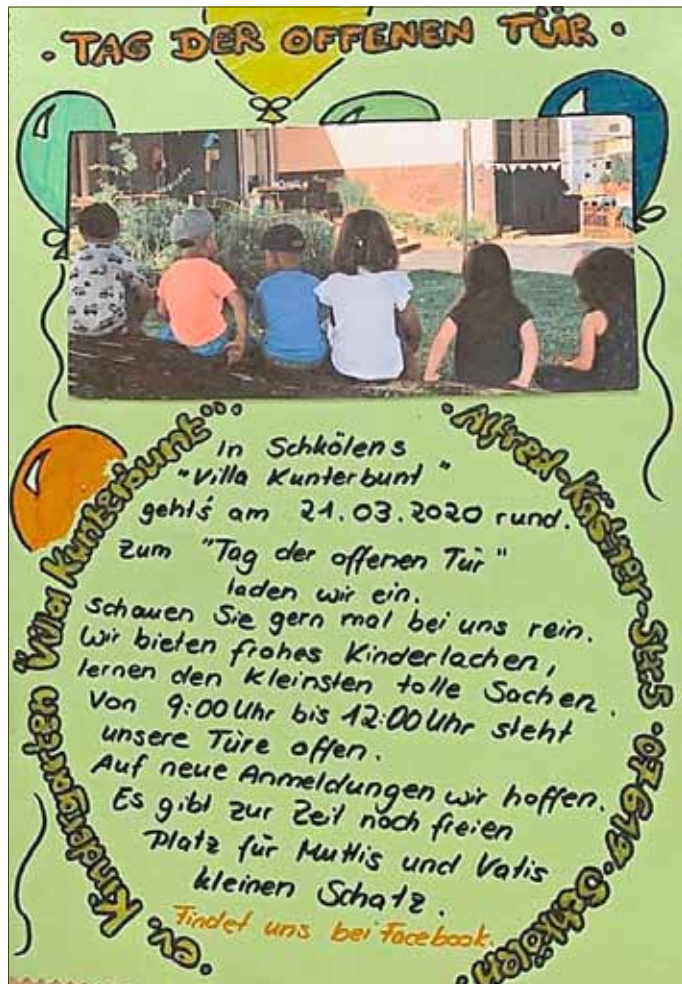 · TAG DER OFFENEN TÜR ·
In Schkölens
"Villa Kunterbunt"
geht's am 21.03.2020 rund.
Zum "Tag der offenen Tür"
laden wir ein.
Schauen Sie gern mal bei uns rein.
Wir bieten frohes Kinderlachen,
lernen den Kleinsten tolle Sachen.
Von 9:00 Uhr bis 12:00 Uhr steht
unsere Türe offen.
Auf neue Anmeldungen wir hoffen.
Es gibt zur Zeit noch freien
Platz für Muttis und Vatis
kleinen Schatz.
Findet uns bei Facebook.
·ev. Kindergarten "Villa Kunterbunt"·
·Alfred-Kästner-Str.5·07619·Schkölen·